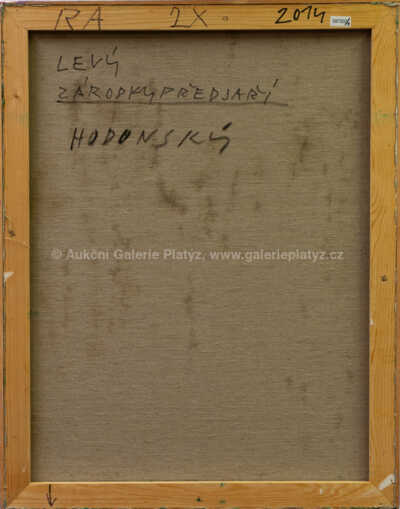 RA 2X. 2014
LEVÝ
ZÁRODKY PŘEDJAŘÍ
HODONSKÝ
© Aukční Galerie Platýz, www.galerieplatyz.cz